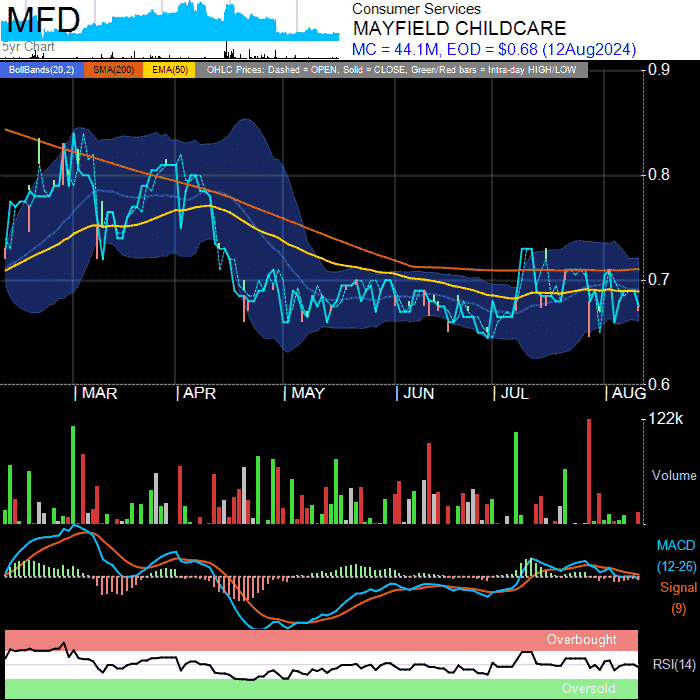 MFD
5yr Chart
Consumer Services
MAYFIELD CHILDCARE
MC = 44.1M, EOD = $0.68 (12Aug2024)
BollBands(20,2) SMA(200) EMA(50) OHLC Prices: Dashed = OPEN, Solid = CLOSE, Green/Red bars = Intra-day HIGH/LOW
0.9
0.8
0.7
0.6
MAR APR MAY JUN JUL AUG
122k
Volume
MACD
(12-26)
Signal
(9)
Overbought
RSI(14)
Oversold